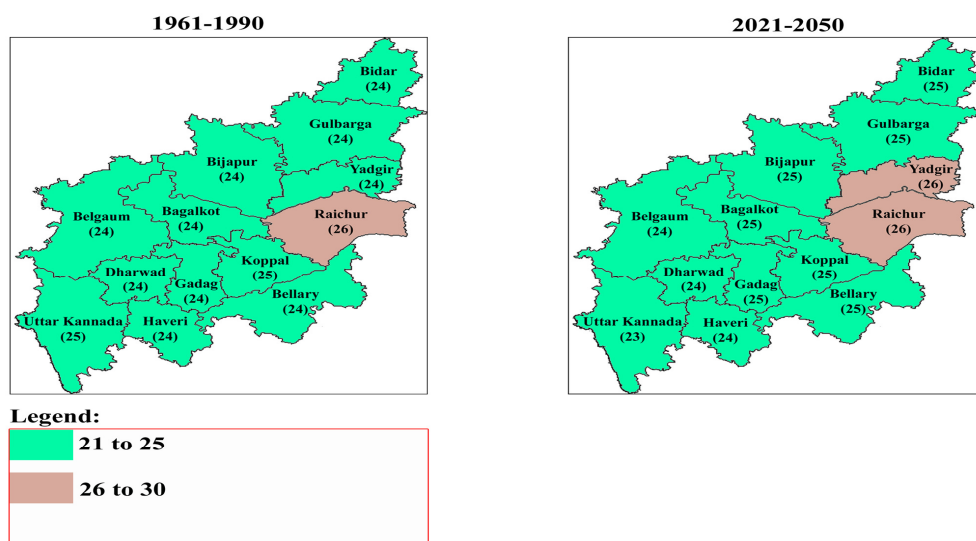 1961-1990
Bidar
(24)
Gulbarga
(24)
Bijapur
(24)
Yadgir
(24)
Belgaum
(24)
Bagalkot
(24)
Raichur
(26)
Koppal
(25)
Dharwad
(24)
Gadag
(24)
Bellary
(24)
Uttar Kannada
(25)
Haveri
(24)
2021-2050
Bidar
(25)
Gulbarga
(25)
Bijapur
(25)
Yadgir
(26)
Belgaum
(24)
Bagalkot
(25)
Raichur
(26)
Koppal
(25)
Dharwad
(24)
Gadag
(25)
Bellary
(25)
Uttar Kannada
(23)
Haveri
(24)
Legend:
21 to 25
26 to 30